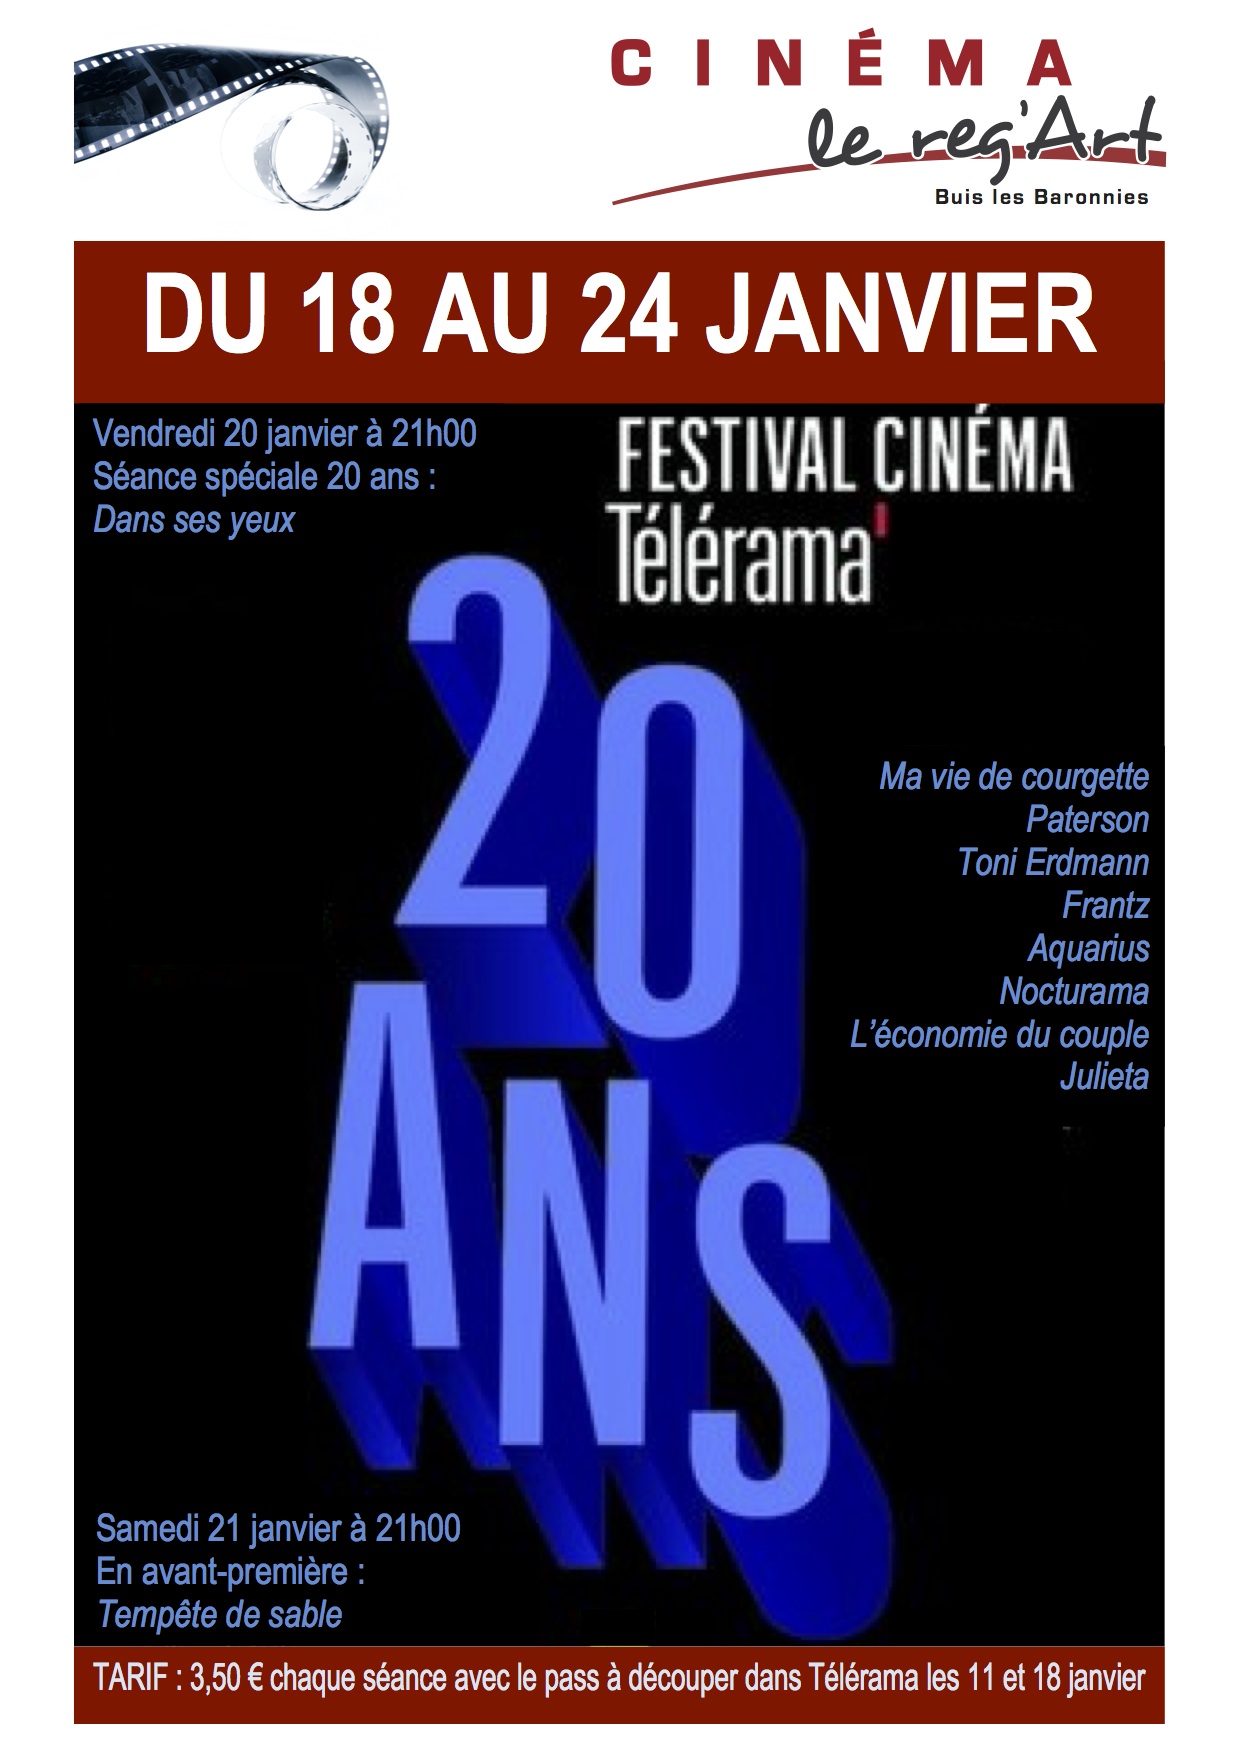 CINÉMA
le reg'Art
Buis les Baronnies
DU 18 AU 24 JANVIER
Vendredi 20 janvier à 21h00
Séance spéciale 20 ans :
Dans ses yeux
FESTIVAL CINÉMA
Télérama'
20
ANS
Ma vie de courgette
Paterson
Toni Erdmann
Frantz
Aquarius
Nocturama
L'économie du couple
Julieta
Samedi 21 janvier à 21h00
En avant-première :
Tempête de sable
TARIF : 3,50 € chaque séance avec le pass à découper dans Télérama les 11 et 18 janvier